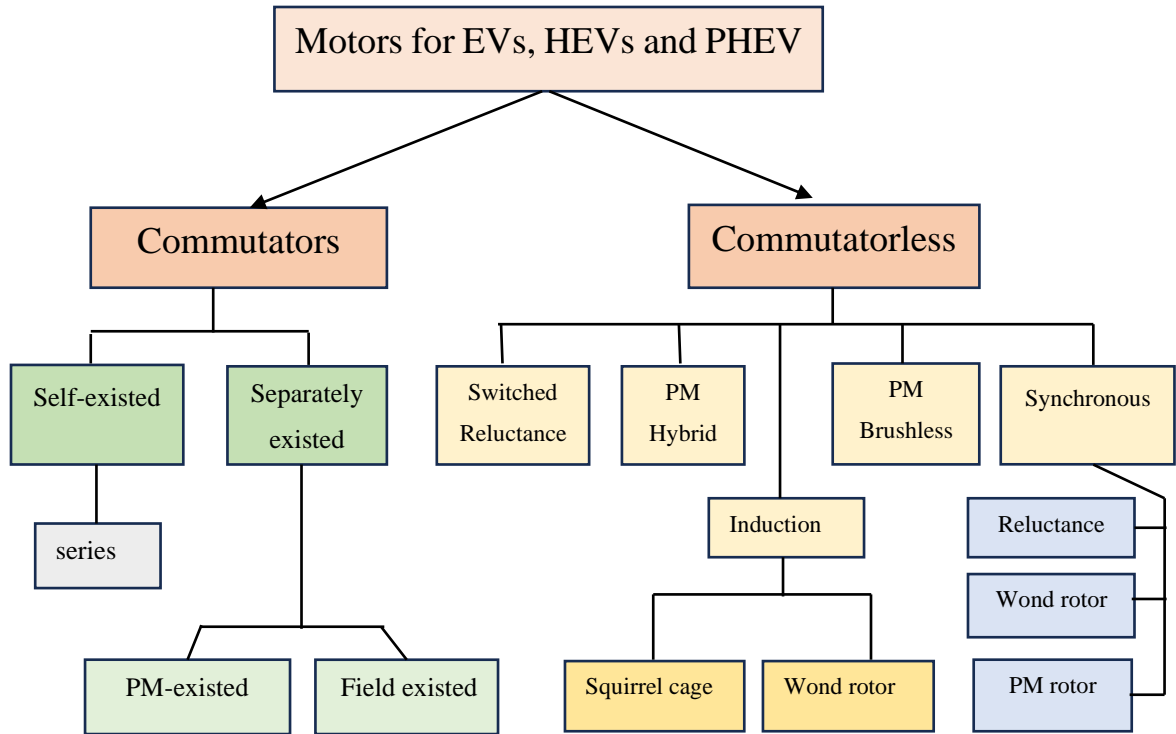 Motors for EVs, HEVs and PHEV
Commutators
Commutatorless
Self-existed
Separately
existed
Switched
Reluctance
PM
Hybrid
PM
Brushless
Synchronous
series
Induction
Reluctance
Wond rotor
PM-existed
Field existed
Squirrel cage
Wond rotor
PM rotor